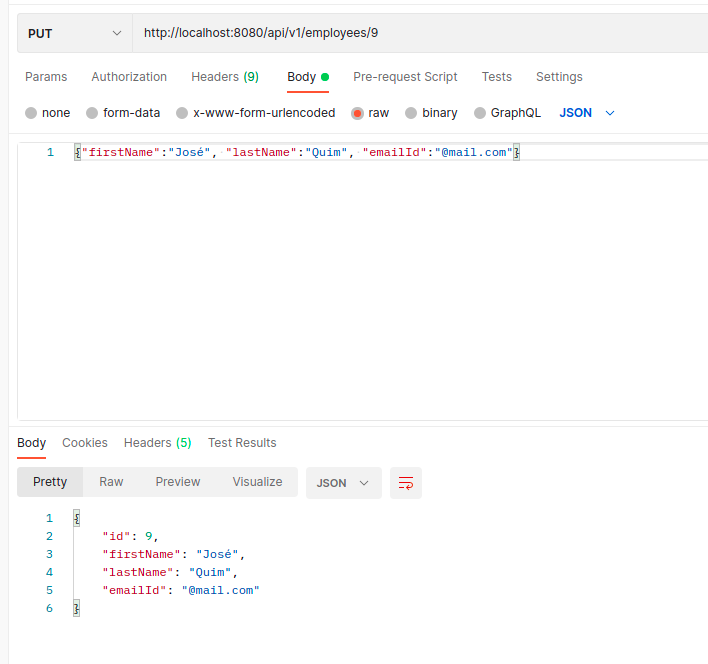 PUT http://localhost:8080/api/v1/employees/9
Params Authorization Headers (9) Body Pre-request Script Tests Settings
none form-data x-www-form-urlencoded raw binary GraphQL JSON
1 {"firstName":"José", "lastName":"Quim", "emailId":"@mail.com"}
Body Cookies Headers (5) Test Results
Pretty Raw Preview Visualize JSON
1 {
2 "id": 9,
3 "firstName": "José",
4 "lastName": "Quim",
5 "emailId": "@mail.com"
6 }